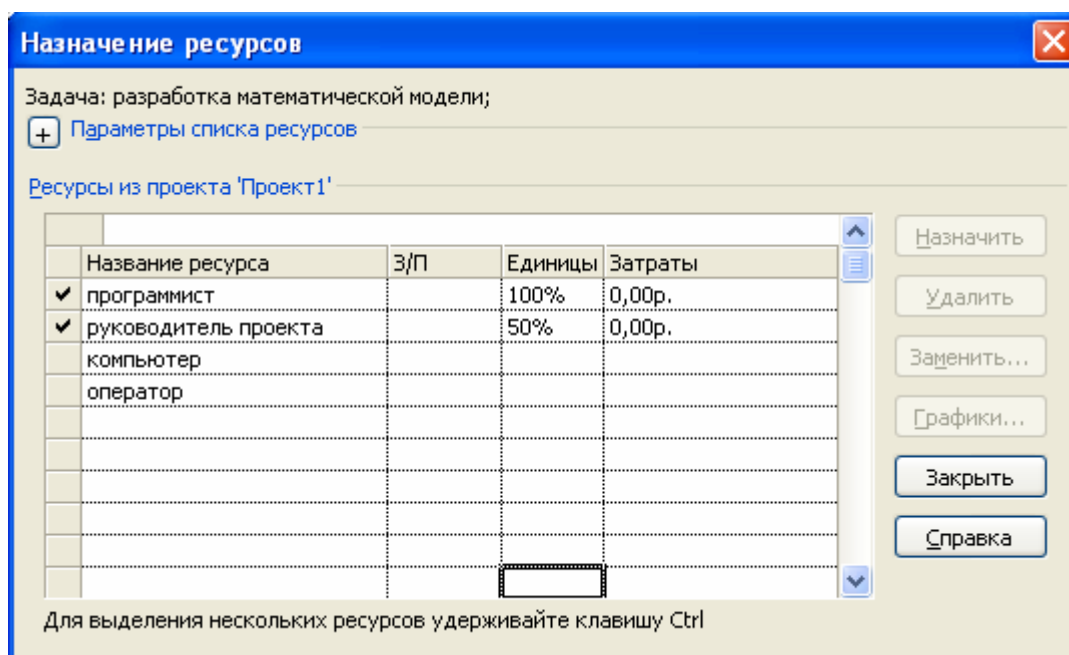 Назначение ресурсов
Задача: разработка математической модели;
+ Параметры списка ресурсов
Ресурсы из проекта 'Проект1'
Название ресурса З/П Единицы Затраты
программист 100% 0,00р.
руководитель проекта 50% 0,00р.
компьютер
оператор
Назначить
Удалить
Заменить...
Графики...
Закрыть
Справка
Для выделения нескольких ресурсов удерживайте клавишу Ctrl